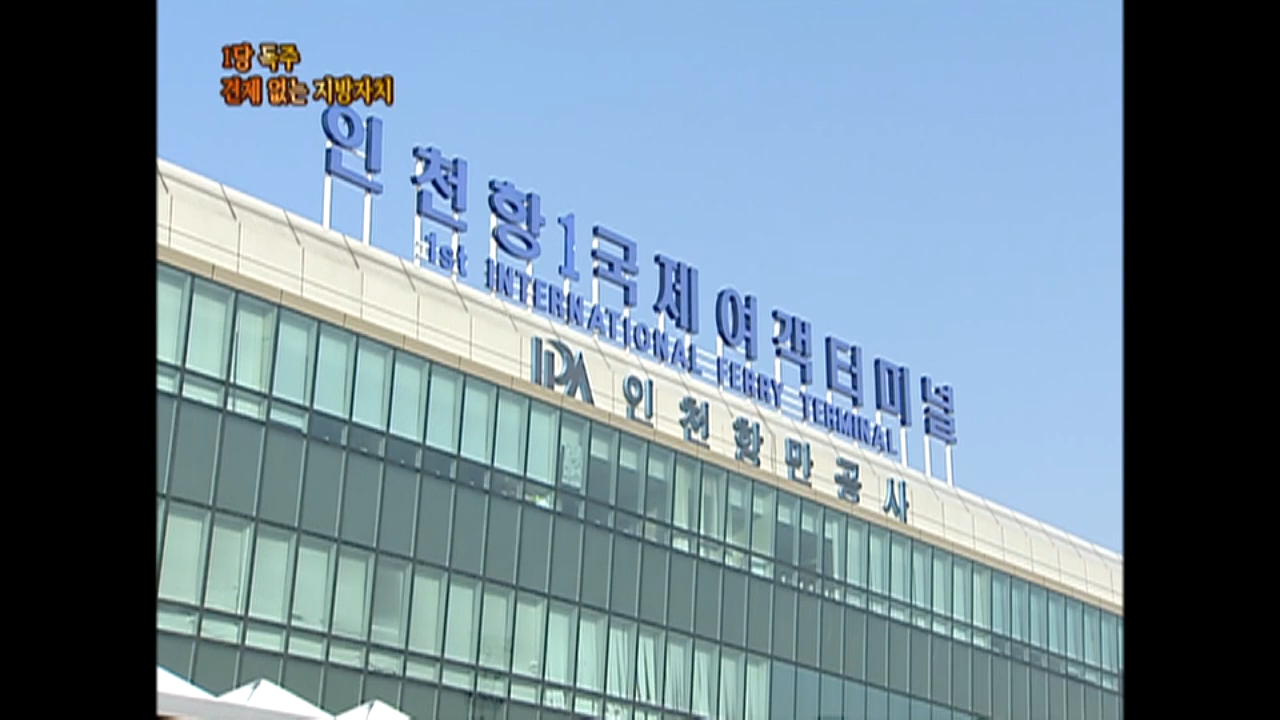 1당 독주
견제 없는 지방자치
인천항1국제여객터미널
1st INTERNATIONAL FERRY TERMINAL
IPA 인천항만공사